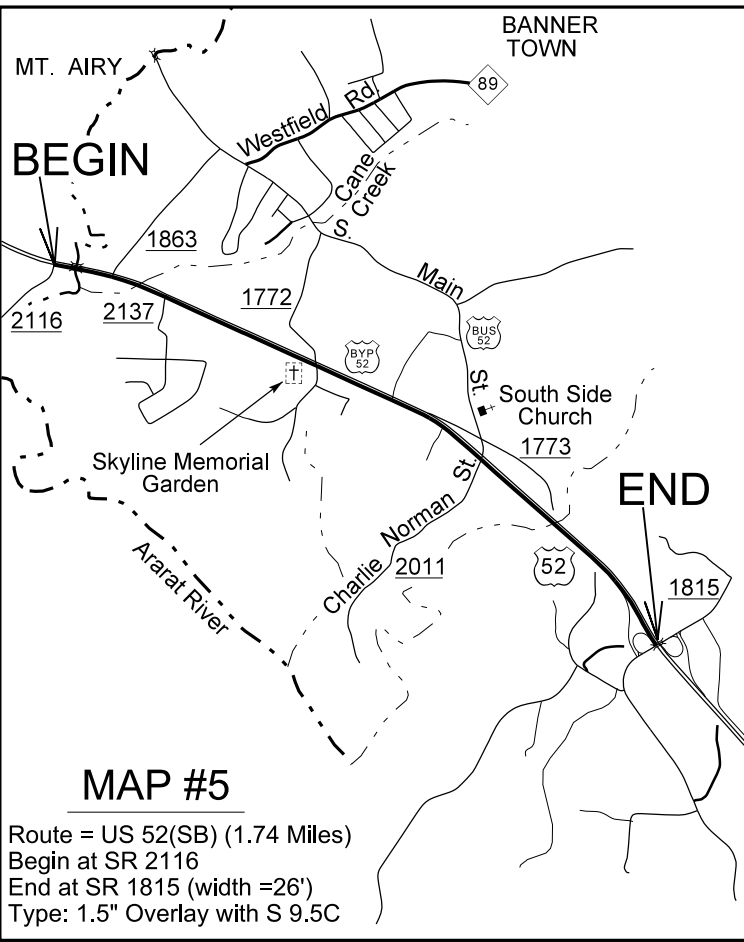 BANNER
TOWN
MT. AIRY
89
Westfield Rd.
BEGIN
Cane
Creek
1863
S. Main St.
2116
2137
1772
BYP
52
BUS
52
South Side
Church
1773
Skyline Memorial
Garden
END
Charlie Norman St.
2011
52
1815
Ararat River
MAP #5
Route = US 52(SB) (1.74 Miles)
Begin at SR 2116
End at SR 1815 (width =26')
Type: 1.5" Overlay with S 9.5C